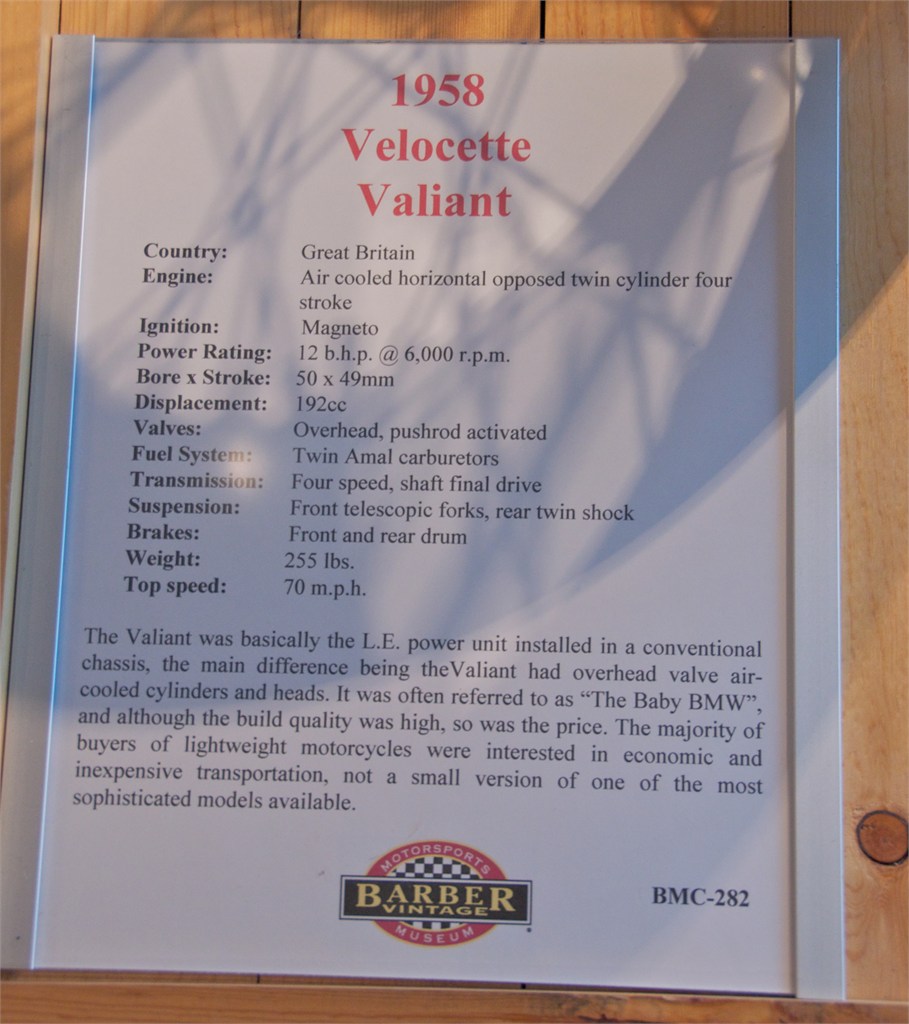 1958
Velocette
Valiant
Country: Great Britain
Engine: Air cooled horizontal opposed twin cylinder four
stroke
Ignition: Magneto
Power Rating: 12 b.h.p. @ 6,000 r.p.m.
Bore x Stroke: 50 x 49mm
Displacement: 192cc
Valves: Overhead, pushrod activated
Fuel System: Twin Amal carburetors
Transmission: Four speed, shaft final drive
Suspension: Front telescopic forks, rear twin shock
Brakes: Front and rear drum
Weight: 255 lbs.
Top speed: 70 m.p.h.
The Valiant was basically the L.E. power unit installed in a conventional
chassis, the main difference being theValiant had overhead valve air-
cooled cylinders and heads. It was often referred to as “The Baby BMW”,
and although the build quality was high, so was the price. The majority of
buyers of lightweight motorcycles were interested in economic and
inexpensive transportation, not a small version of one of the most
sophisticated models available.
MOTORSPORTS
BARBER
VINTAGE
MUSEUM
BMC-282